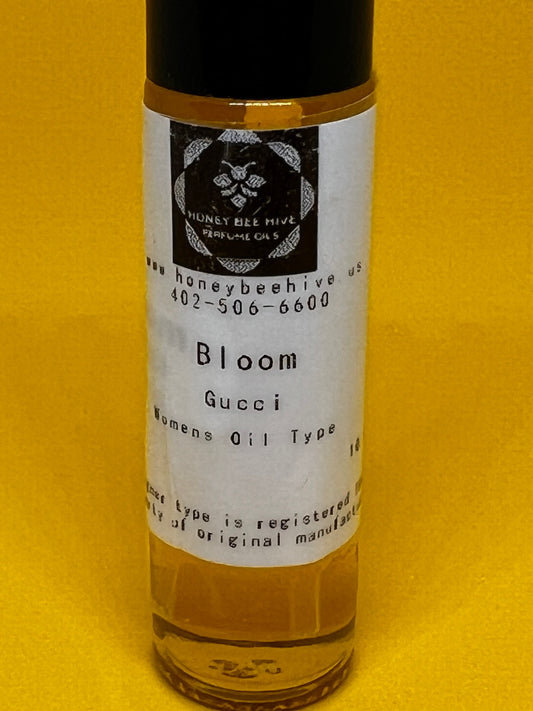 HONEY BEE HIVE
PERFUME OILS
www.honeybeehive.us
402-506-6600
Bloom
Gucci
Womens Oil Type
10
type is registered
of original